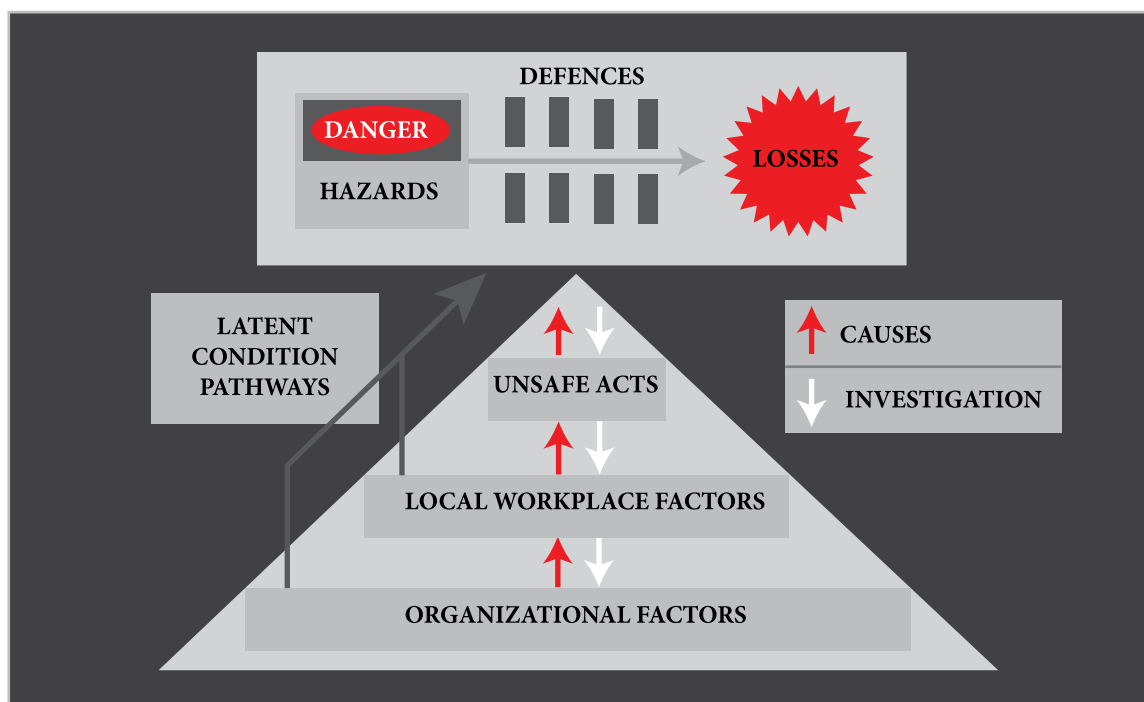 DEFENCES
DANGER
HAZARDS
LOSSES
LATENT
CONDITION
PATHWAYS
CAUSES
INVESTIGATION
UNSAFE ACTS
LOCAL WORKPLACE FACTORS
ORGANIZATIONAL FACTORS